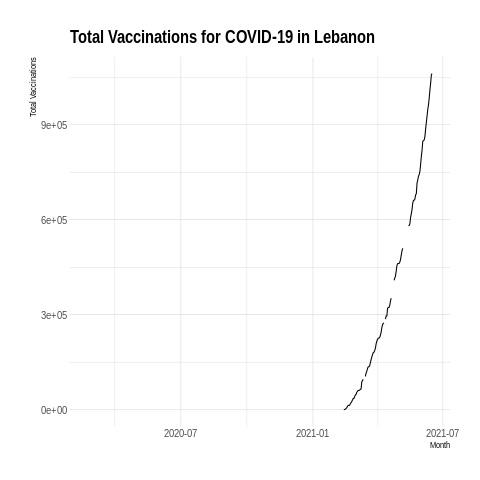 Total Vaccinations for COVID-19 in Lebanon
Total Vaccinations
9e+05
6e+05
3e+05
0e+00
2020-07 2021-01 2021-07
Month